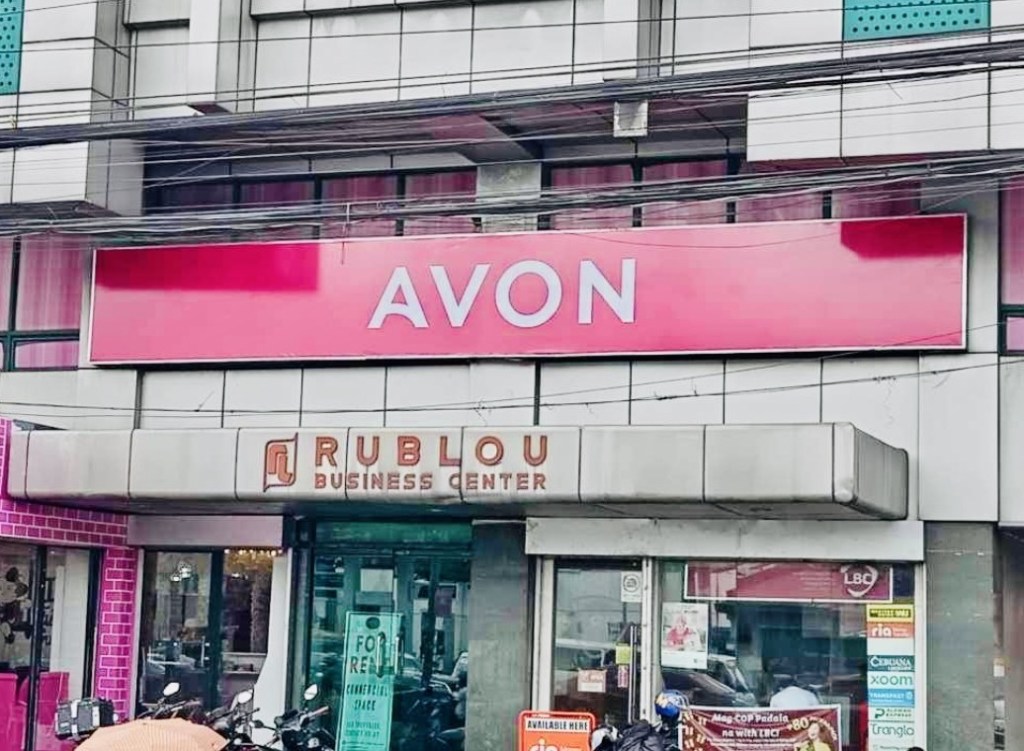 AVON
RUBLOU
BUSINESS CENTER
LBC
FOR
RENT
COMMERCIAL
SPACE
ria
CEBUANA
xoom
TRANSFAST
Tranglo
AVAILABLE HERE
ria
Mag-COP Padala
na with LBC!